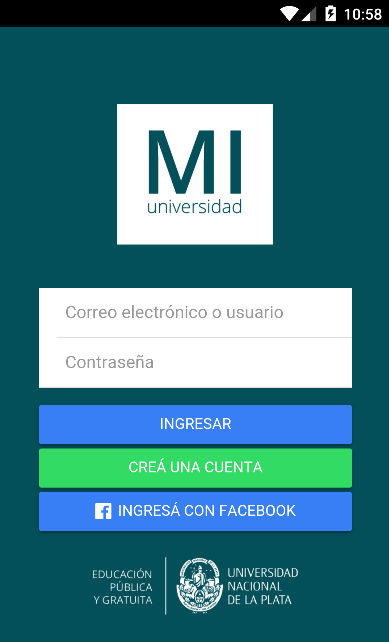 10:58
MI
universidad
Correo electrónico o usuario
Contraseña
INGRESAR
CREÁ UNA CUENTA
INGRESÁ CON FACEBOOK
EDUCACIÓN
PÚBLICA
Y GRATUITA
UNIVERSIDAD
NACIONAL
DE LA PLATA